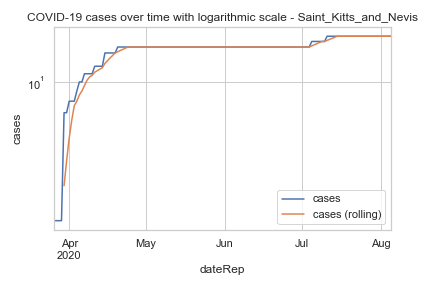 COVID-19 cases over time with logarithmic scale - Saint_Kitts_and_Nevis
10¹
cases
cases
cases (rolling)
Apr May Jun Jul Aug
2020
dateRep